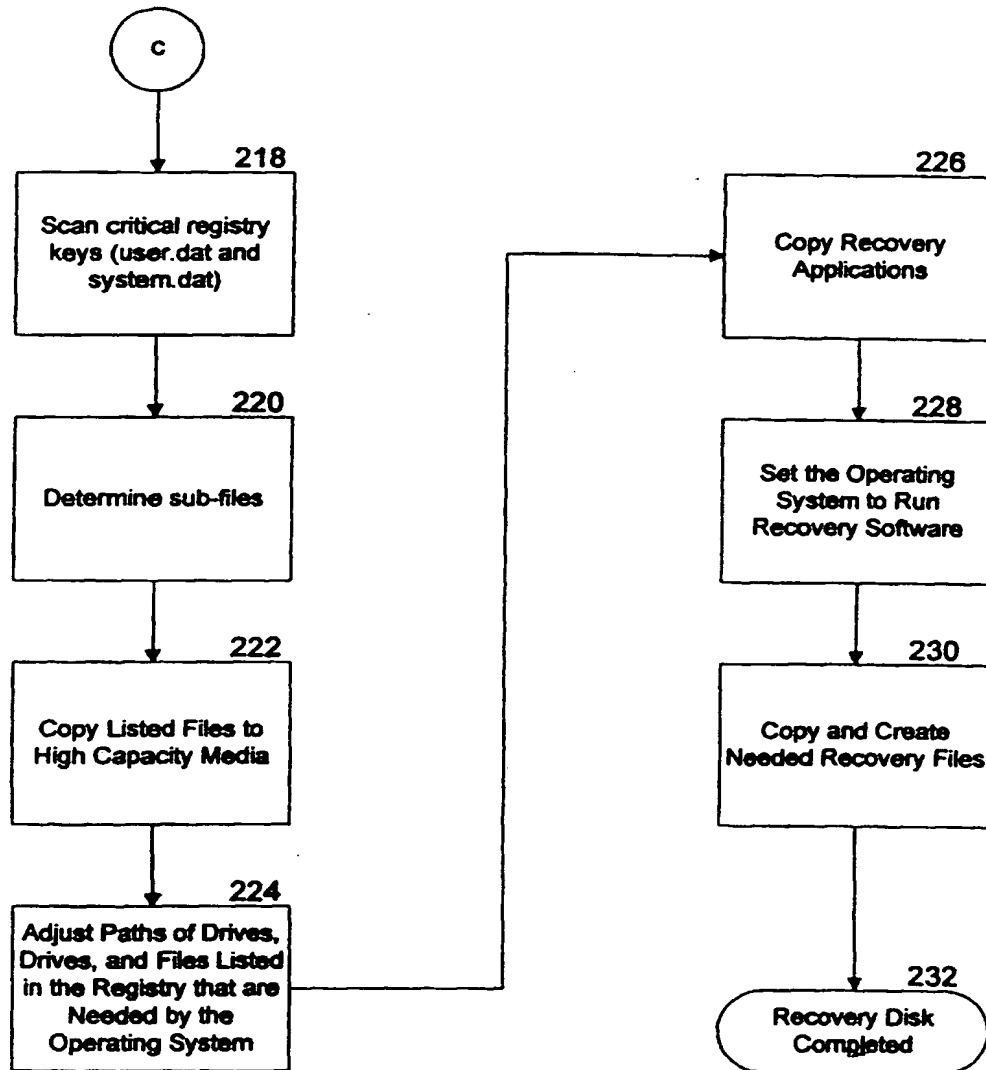 C
218
Scan critical registry
keys (user.dat and
system.dat)
220
Determine sub-files
222
Copy Listed Files to
High Capacity Media
224
Adjust Paths of Drives,
Drives, and Files Listed
in the Registry that are
Needed by the
Operating System
226
Copy Recovery
Applications
228
Set the Operating
System to Run
Recovery Software
230
Copy and Create
Needed Recovery Files
232
Recovery Disk
Completed